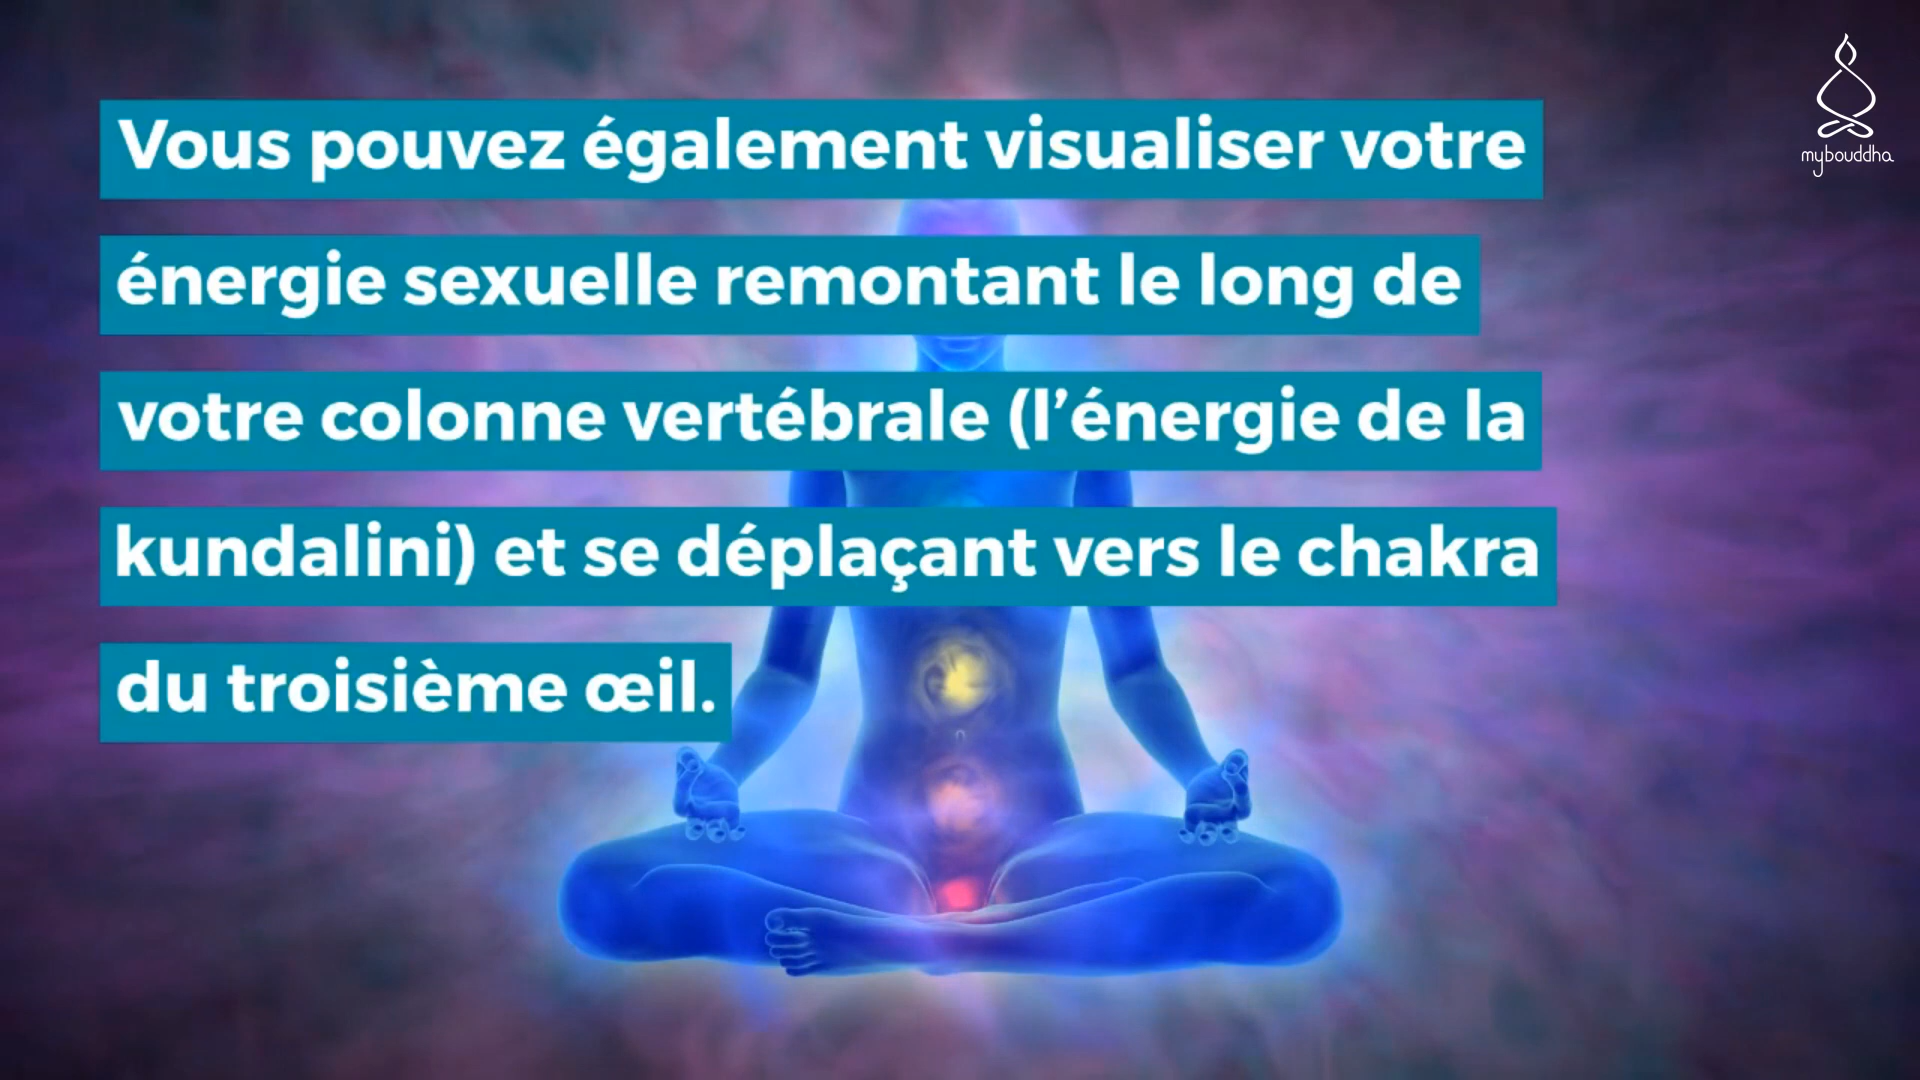 Vous pouvez également visualiser votre
énergie sexuelle remontant le long de
votre colonne vertébrale (l’énergie de la
kundalini) et se déplaçant vers le chakra
du troisième œil.
mybouddha